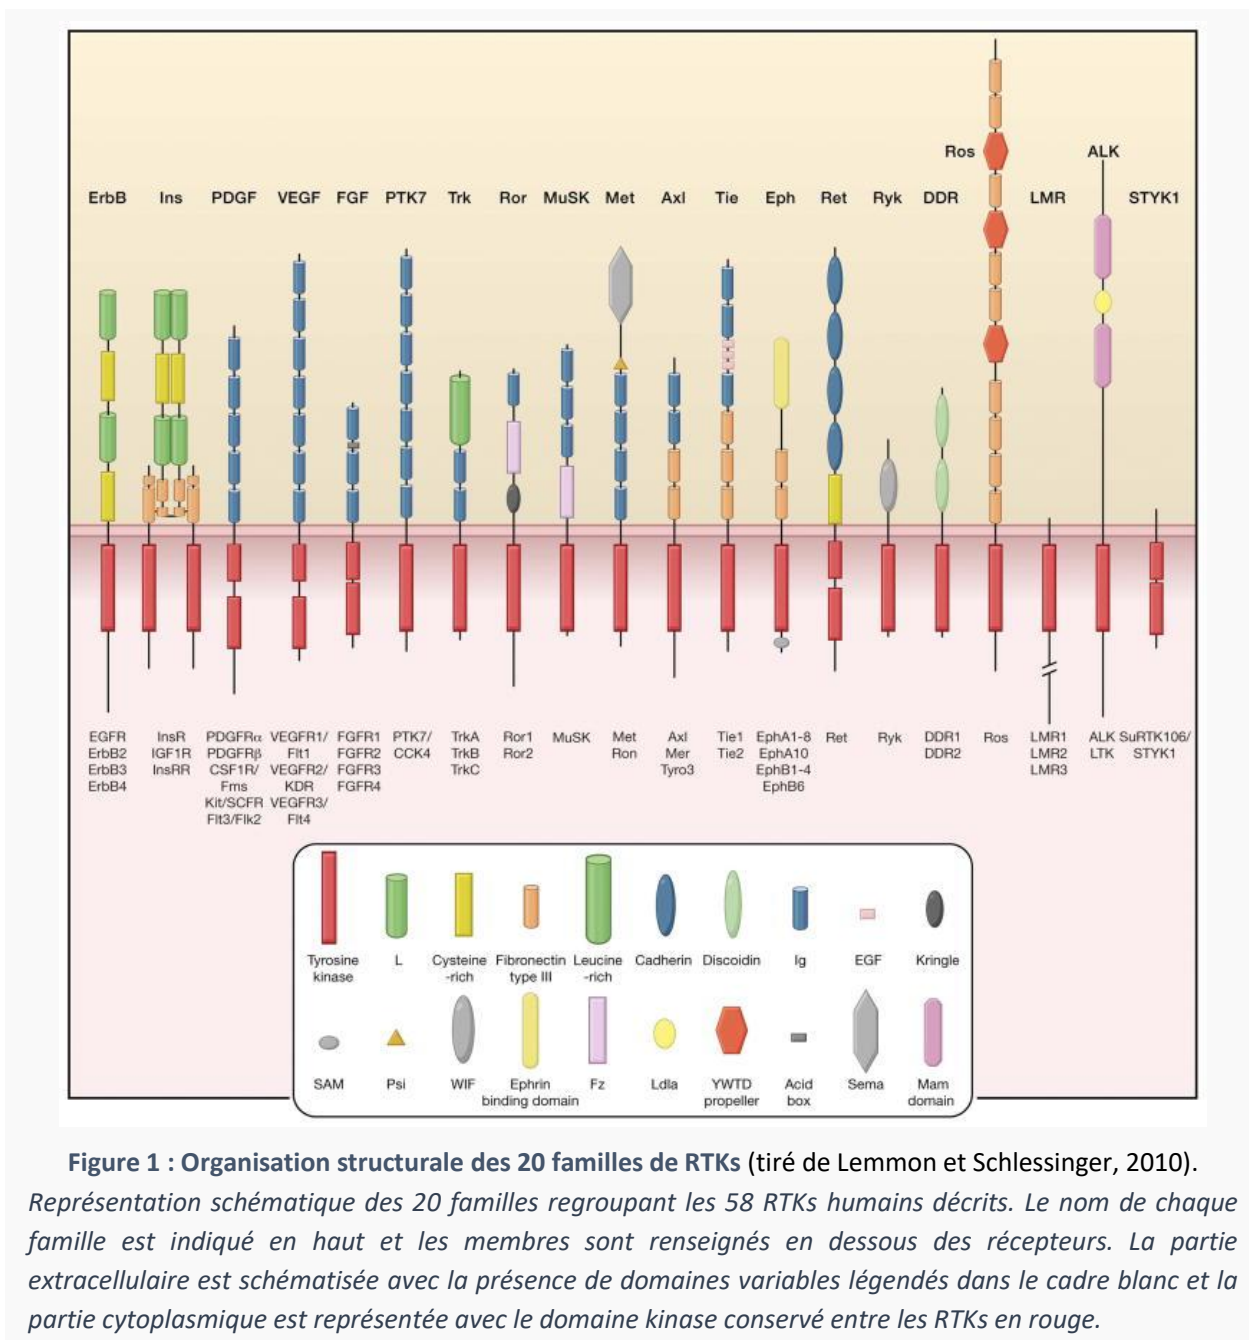 Ros ALK
ErbB Ins PDGF VEGF FGF PTK7 Trk Ror MuSK Met Axl Tie Eph Ret Ryk DDR LMR STYK1
EGFR
ErbB2
ErbB3
ErbB4
InsR
IGF1R
InsRR
PDGFRα
PDGFRβ
CSF1R/
Fms
Kit/SCFR
Flt3/Flk2
VEGFR1/
Flt1
VEGFR2/
KDR
VEGFR3/
Flt4
FGFR1
FGFR2
FGFR3
FGFR4
PTK7/
CCK4
TrkA
TrkB
TrkC
Ror1
Ror2
MuSK
Met
Ron
Axl
Mer
Tyro3
Tie1
Tie2
EphA1-8
EphA10
EphB1-4
EphB6
Ret
Ryk
DDR1
DDR2
Ros
LMR1
LMR2
LMR3
ALK
LTK
SuRTK106/
STYK1
Tyrosine
kinase
L
Cysteine
-rich
Fibronectin
type III
Leucine
-rich
Cadherin
Discoidin
Ig
EGF
Kringle
SAM
Psi
WIF
Ephrin
binding domain
Fz
Ldla
YWTD
propeller
Acid
box
Sema
Mam
domain
Figure 1 : Organisation structurale des 20 familles de RTKs (tiré de Lemmon et Schlessinger, 2010).
Représentation schématique des 20 familles regroupant les 58 RTKs humains décrits. Le nom de chaque
famille est indiqué en haut et les membres sont renseignés en dessous des récepteurs. La partie
extracellulaire est schématisée avec la présence de domaines variables légendés dans le cadre blanc et la
partie cytoplasmique est représentée avec le domaine kinase conservé entre les RTKs en rouge.